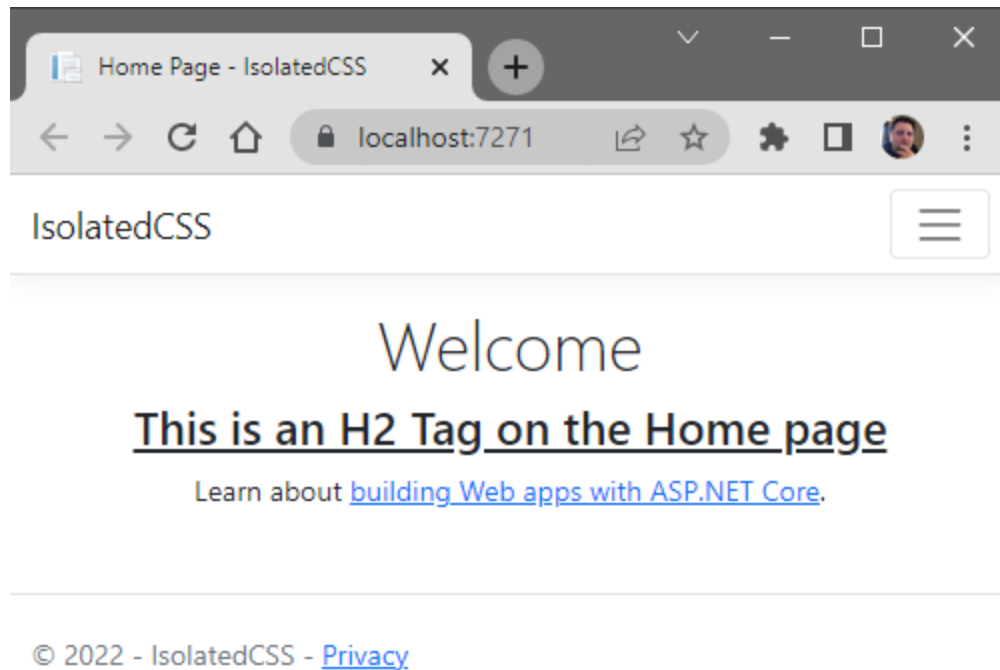 Home Page - IsolatedCSS
localhost:7271
IsolatedCSS
Welcome
This is an H2 Tag on the Home page
Learn about building Web apps with ASP.NET Core.
© 2022 - IsolatedCSS - Privacy